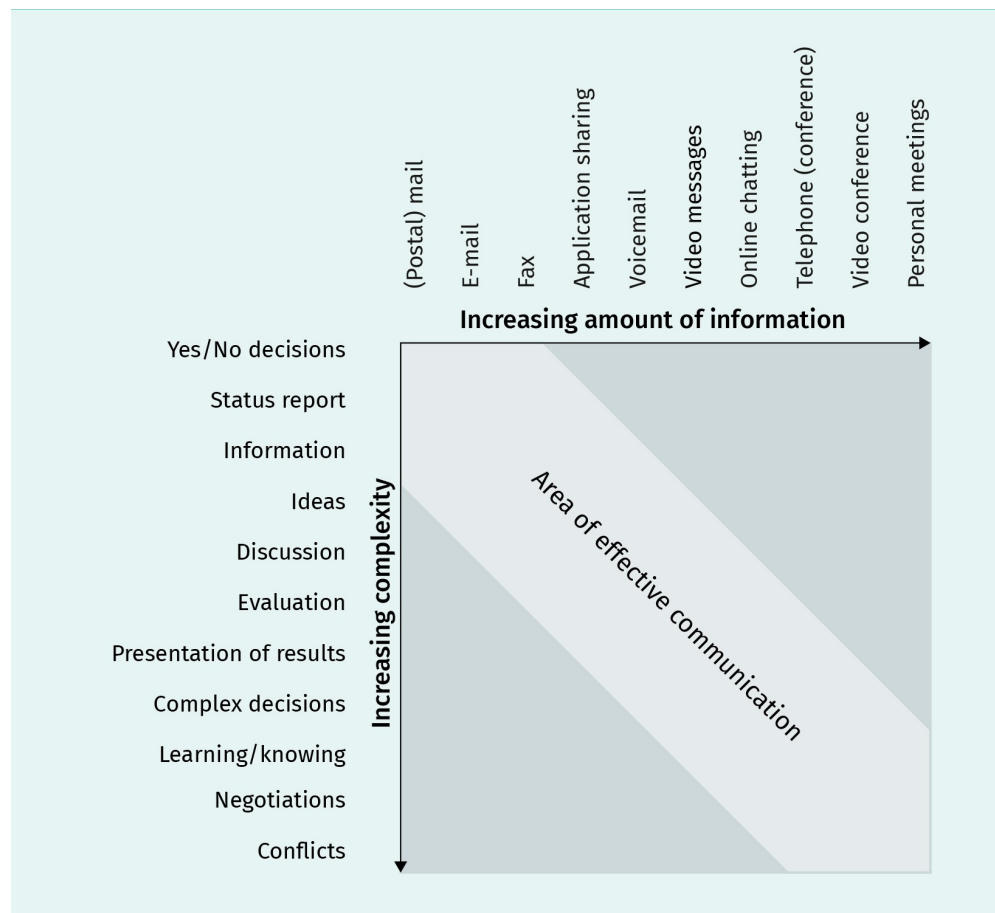 (Postal) mail
E-mail
Fax
Application sharing
Voicemail
Video messages
Online chatting
Telephone (conference)
Video conference
Personal meetings
Increasing amount of information
Yes/No decisions
Status report
Information
Ideas
Discussion
Evaluation
Presentation of results
Complex decisions
Learning/knowing
Negotiations
Conflicts
Increasing complexity
Area of effective communication